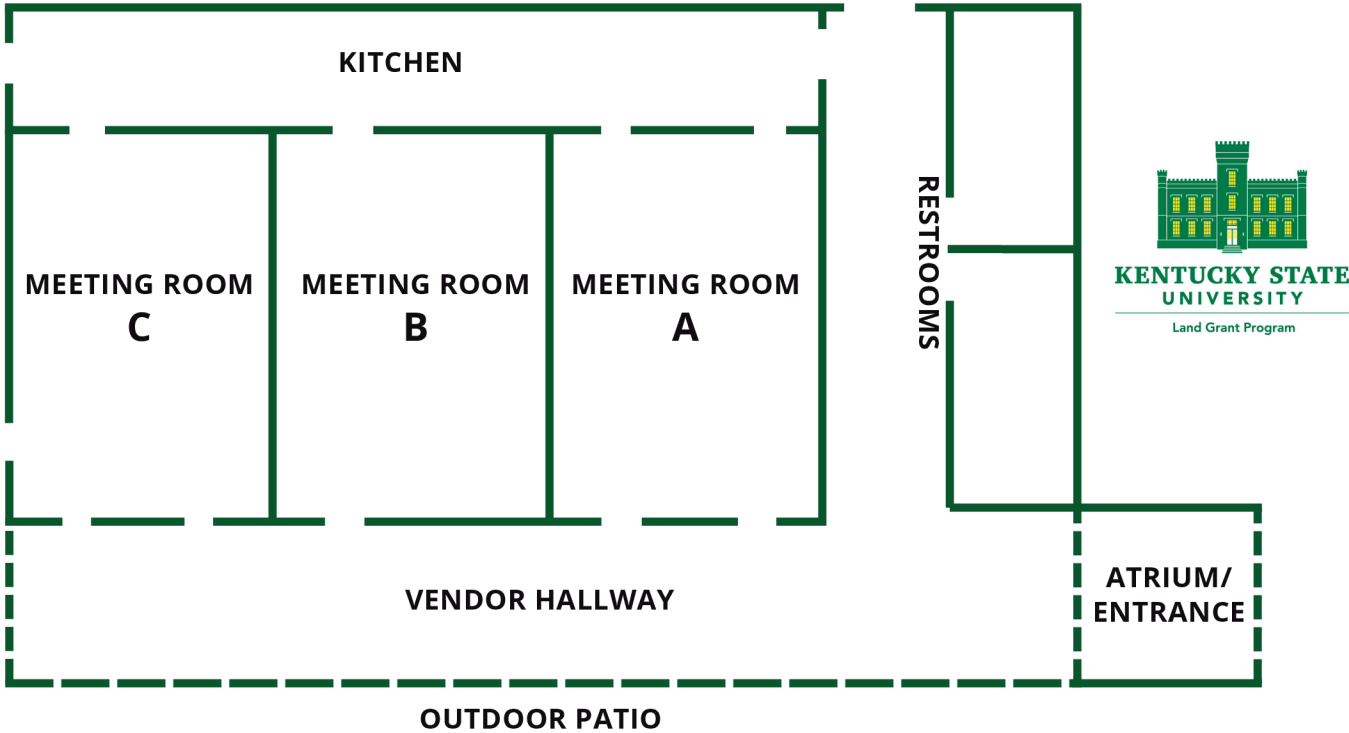 KITCHEN
RESTROOMS
MEETING ROOM
C
MEETING ROOM
B
MEETING ROOM
A
KENTUCKY STATE
UNIVERSITY
Land Grant Program
VENDOR HALLWAY
ATRIUM/
ENTRANCE
OUTDOOR PATIO